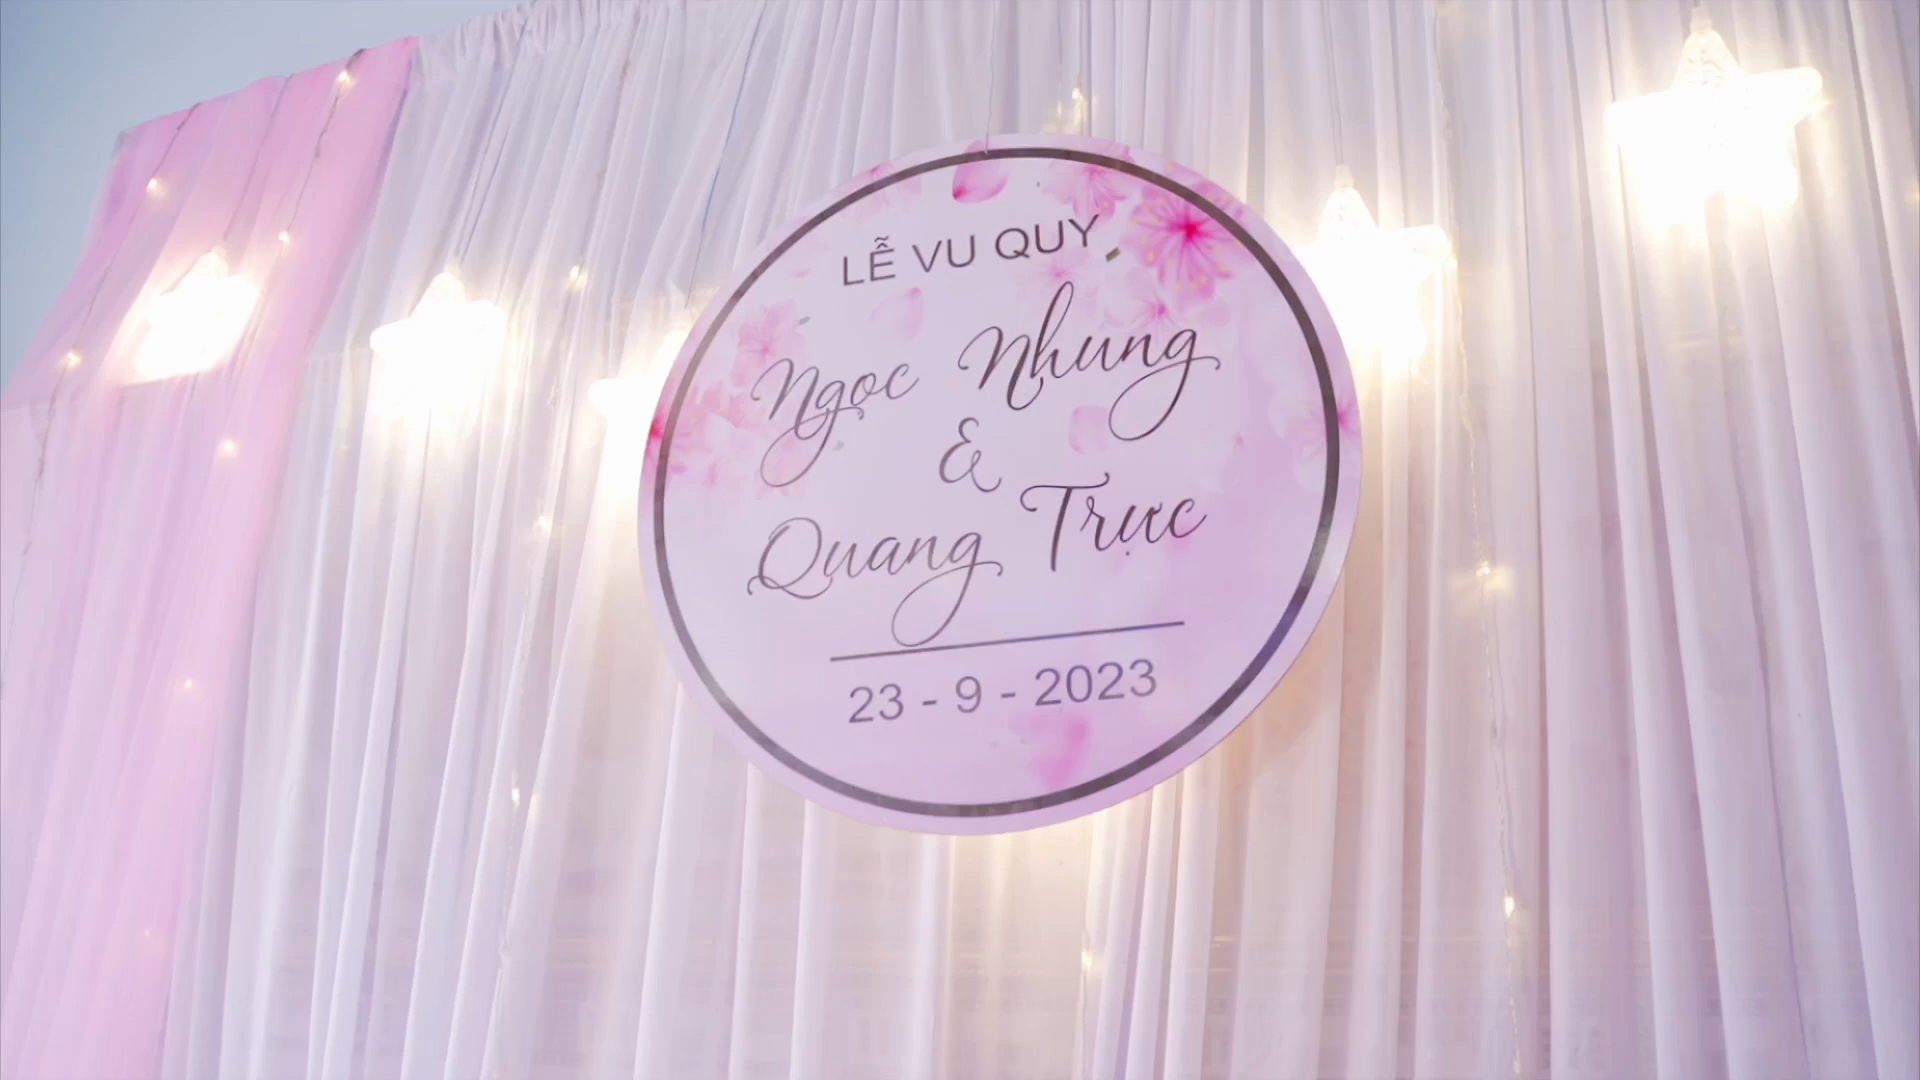 LỄ VU QUY
Ngọc Nhung
&
Quang Trực
23 - 9 - 2023